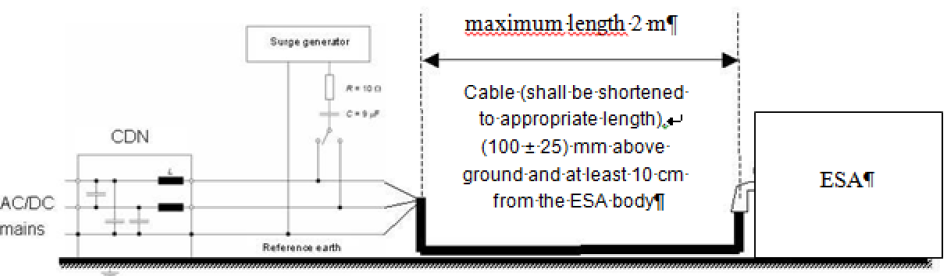 maximum·length·2·m¶
Surge generator
R = 10 Ω
C = 9 µF
Cable·(shall·be·shortened·
to·appropriate·length),↵
(100·±·25)·mm·above·
ground·and·at·least·10·cm·
from·the·ESA·body¶
CDN
L
ESA¶
AC/DC
mains
Reference earth